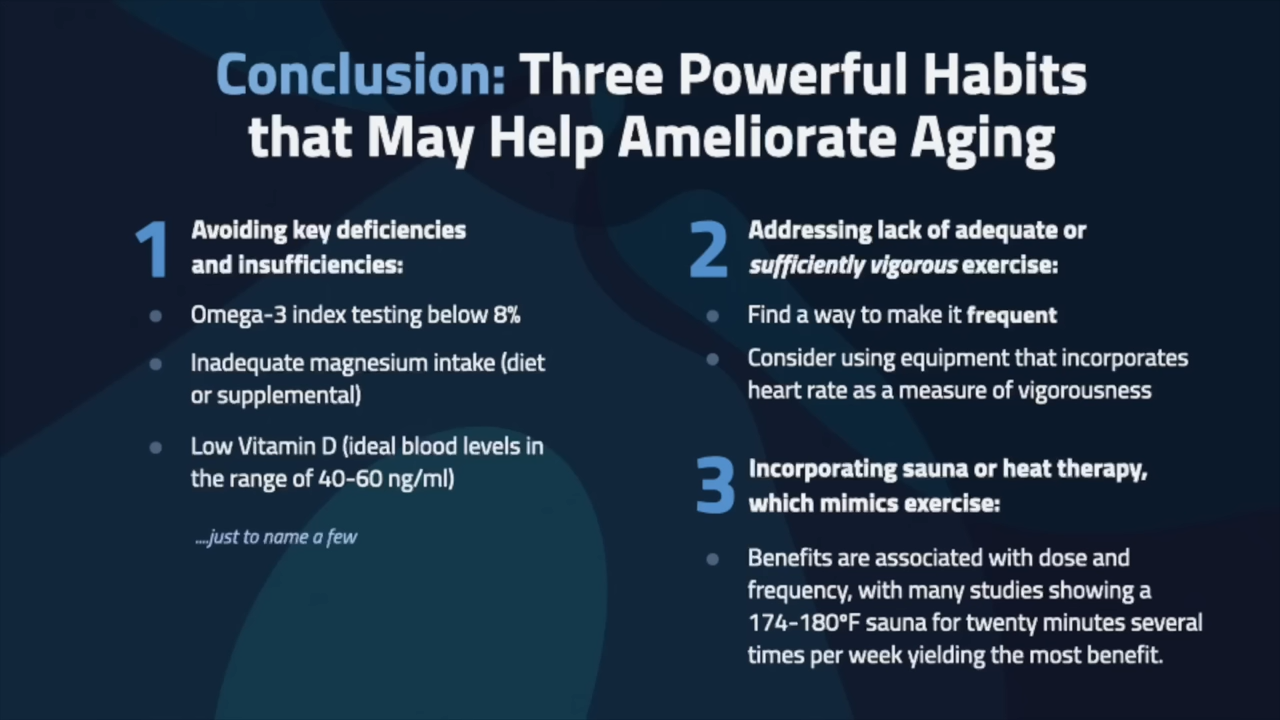 Conclusion: Three Powerful Habits
that May Help Ameliorate Aging
1
Avoiding key deficiencies
and insufficiencies:
Omega-3 index testing below 8%
Inadequate magnesium intake (diet
or supplemental)
Low Vitamin D (ideal blood levels in
the range of 40-60 ng/ml)
....just to name a few
2
Addressing lack of adequate or
sufficiently vigorous exercise:
Find a way to make it frequent
Consider using equipment that incorporates
heart rate as a measure of vigorousness
3
Incorporating sauna or heat therapy,
which mimics exercise:
Benefits are associated with dose and
frequency, with many studies showing a
174-180°F sauna for twenty minutes several
times per week yielding the most benefit.